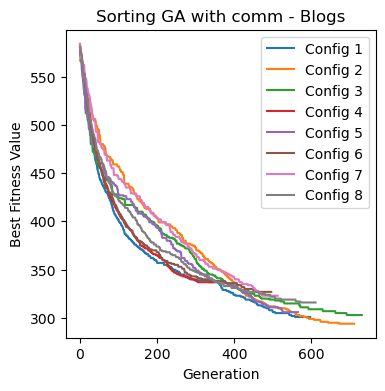 Sorting GA with comm - Blogs
Config 1
Config 2
Config 3
Config 4
Config 5
Config 6
Config 7
Config 8
Best Fitness Value
550
500
450
400
350
300
0
200
400
600
Generation